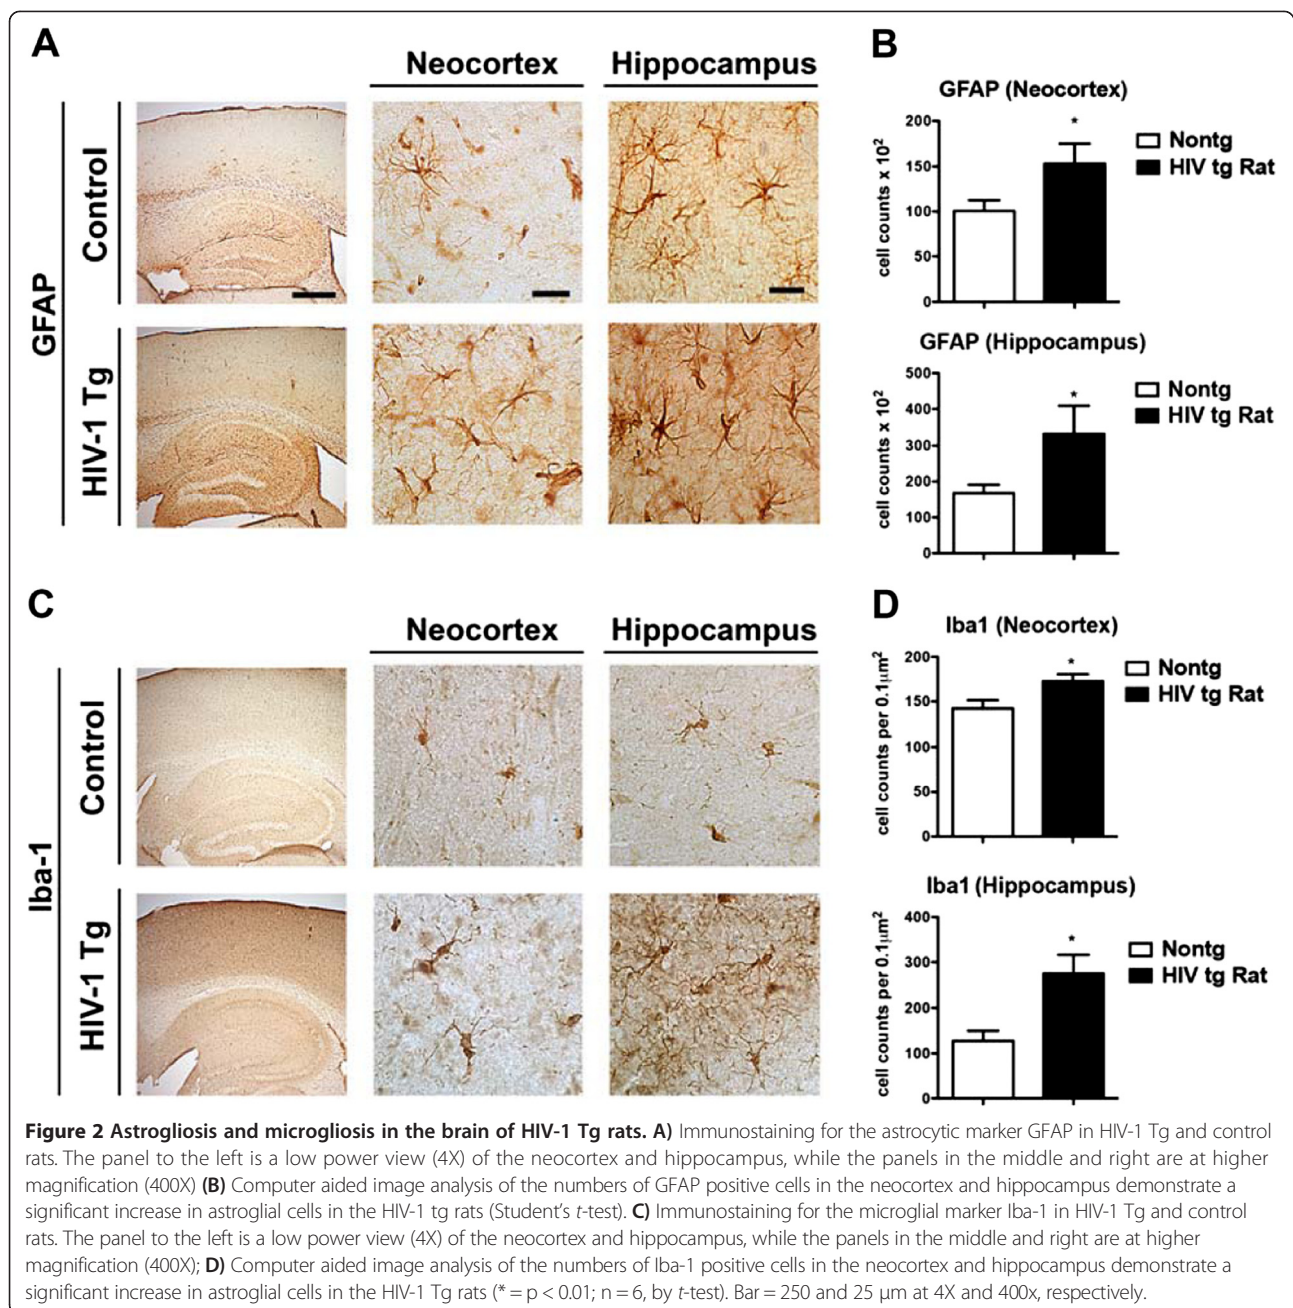 A
Neocortex
Hippocampus
GFAP
Control
HIV-1 Tg
B
GFAP (Neocortex)
cell counts x 10²
200
150
100
50
0
*
Nontg
HIV tg Rat
GFAP (Hippocampus)
cell counts x 10²
500
400
300
200
100
0
*
Nontg
HIV tg Rat
C
Neocortex
Hippocampus
Iba-1
Control
HIV-1 Tg
D
Iba1 (Neocortex)
cell counts per 0.1µm²
200
150
100
50
0
*
Nontg
HIV tg Rat
Iba1 (Hippocampus)
cell counts per 0.1µm²
400
300
200
100
0
*
Nontg
HIV tg Rat
Figure 2 Astrogliosis and microgliosis in the brain of HIV-1 Tg rats. A) Immunostaining for the astrocytic marker GFAP in HIV-1 Tg and control
rats. The panel to the left is a low power view (4X) of the neocortex and hippocampus, while the panels in the middle and right are at higher
magnification (400X) (B) Computer aided image analysis of the numbers of GFAP positive cells in the neocortex and hippocampus demonstrate a
significant increase in astroglial cells in the HIV-1 tg rats (Student's t-test). C) Immunostaining for the microglial marker Iba-1 in HIV-1 Tg and control
rats. The panel to the left is a low power view (4X) of the neocortex and hippocampus, while the panels in the middle and right are at higher
magnification (400X); D) Computer aided image analysis of the numbers of Iba-1 positive cells in the neocortex and hippocampus demonstrate a
significant increase in astroglial cells in the HIV-1 Tg rats (* = p < 0.01; n = 6, by t-test). Bar = 250 and 25 µm at 4X and 400x, respectively.